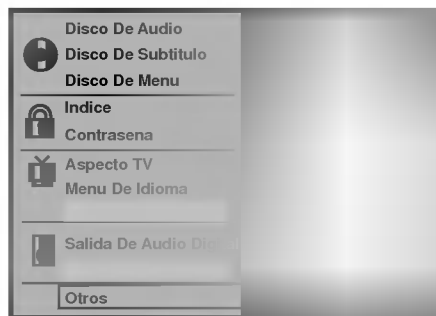 Disco De Audio
Disco De Subtitulo
Disco De Menu
Indice
Contrasena
Aspecto TV
Menu De Idioma
Salida De Audio Digital
Otros